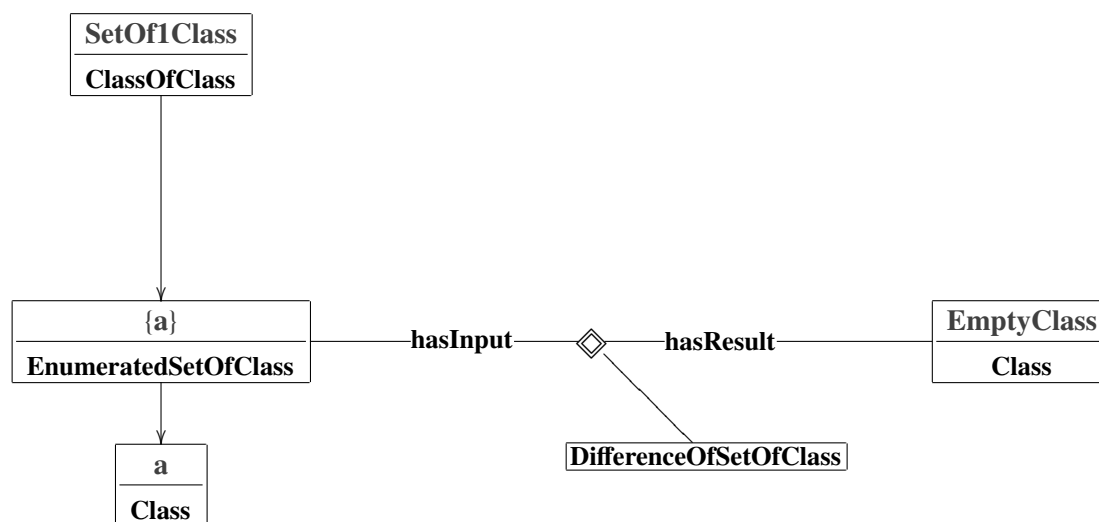 SetOf1Class
ClassOfClass
{a}
EnumeratedSetOfClass
hasInput
hasResult
EmptyClass
Class
DifferenceOfSetOfClass
a
Class